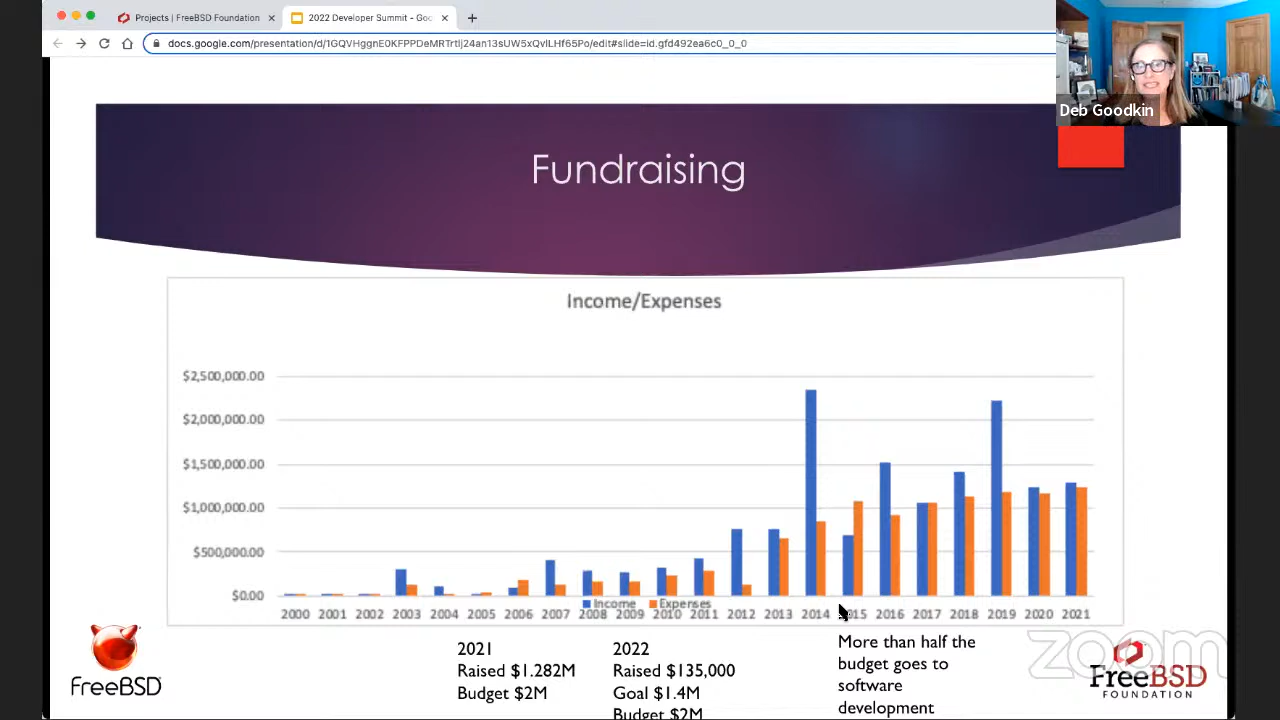 Projects | FreeBSD Foundation
2022 Developer Summit - Goo
docs.google.com/presentation/d/1GQVHggnE0KFPPDeMRTrtlj24an13sUW5xQvlLHf65Po/edit#slide=id.gfd492ea6c0_0_0
Deb Goodkin
Fundraising
Income/Expenses
$2,500,000.00
$2,000,000.00
$1,500,000.00
$1,000,000.00
$500,000.00
$0.00
2000 2001 2002 2003 2004 2005 2006 2007 2008 2009 2010 2011 2012 2013 2014 2015 2016 2017 2018 2019 2020 2021
Income Expenses
2021
Raised $1.282M
Budget $2M
2022
Raised $135,000
Goal $1.4M
Budget $2M
More than half the
budget goes to
software
development
FreeBSD
zoom
FreeBSD
FOUNDATION